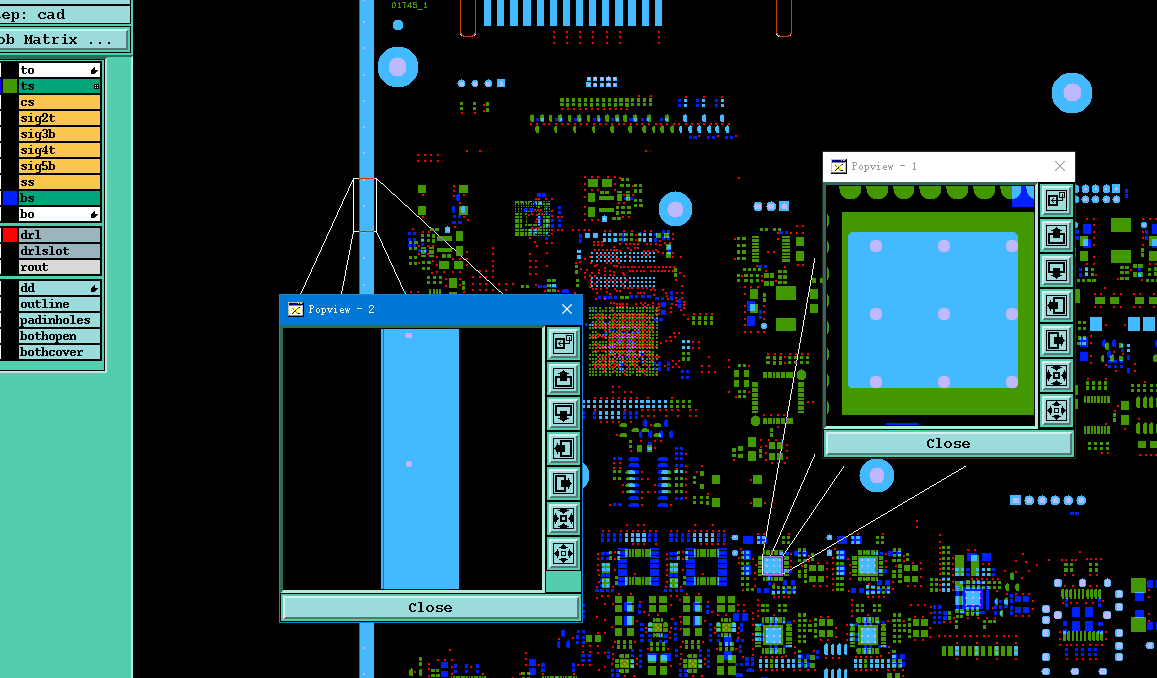 ep: cad
ob Matrix ...
to
ts
cs
sig2t
sig3b
sig4t
sig5b
ss
bs
bo
drl
drlslot
rout
dd
outline
padinholes
bothopen
bothcover
01745_1
Popview - 1
Close
Popview - 2
Close